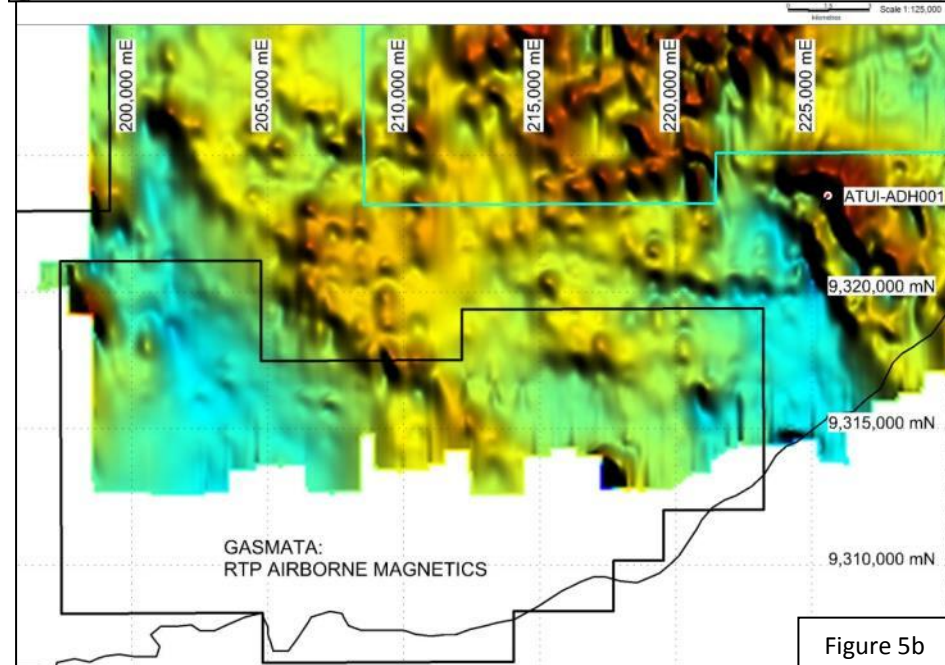 Scale 1:125,000
kilometres
200,000 mE
205,000 mE
210,000 mE
215,000 mE
220,000 mE
225,000 mE
ATUI-ADH001
9,320,000 mN
9,315,000 mN
9,310,000 mN
GASMATA:
RTP AIRBORNE MAGNETICS
Figure 5b